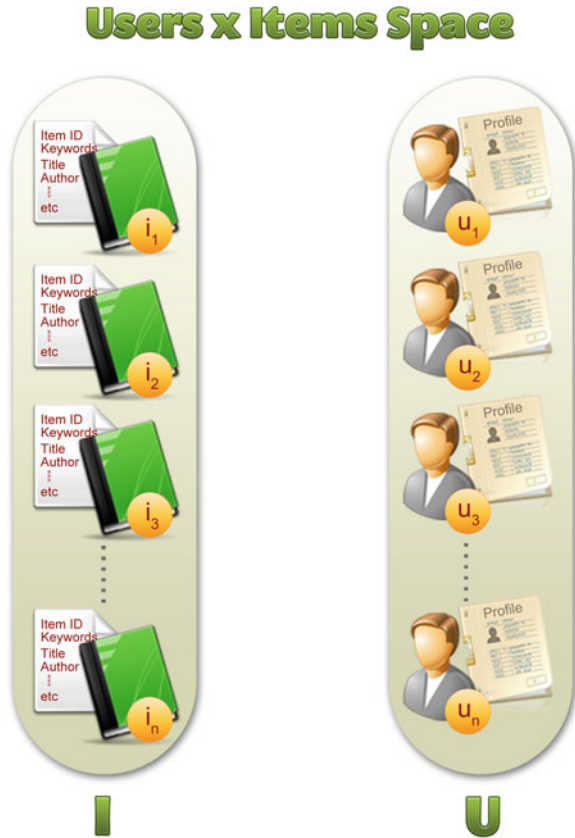 Users x Items Space
Item ID
Keywords
Title
Author
etc
i1
Item ID
Keywords
Title
Author
etc
i2
Item ID
Keywords
Title
Author
etc
i3
Item ID
Keywords
Title
Author
etc
in
I
Profile
u1
Profile
u2
Profile
u3
Profile
un
U